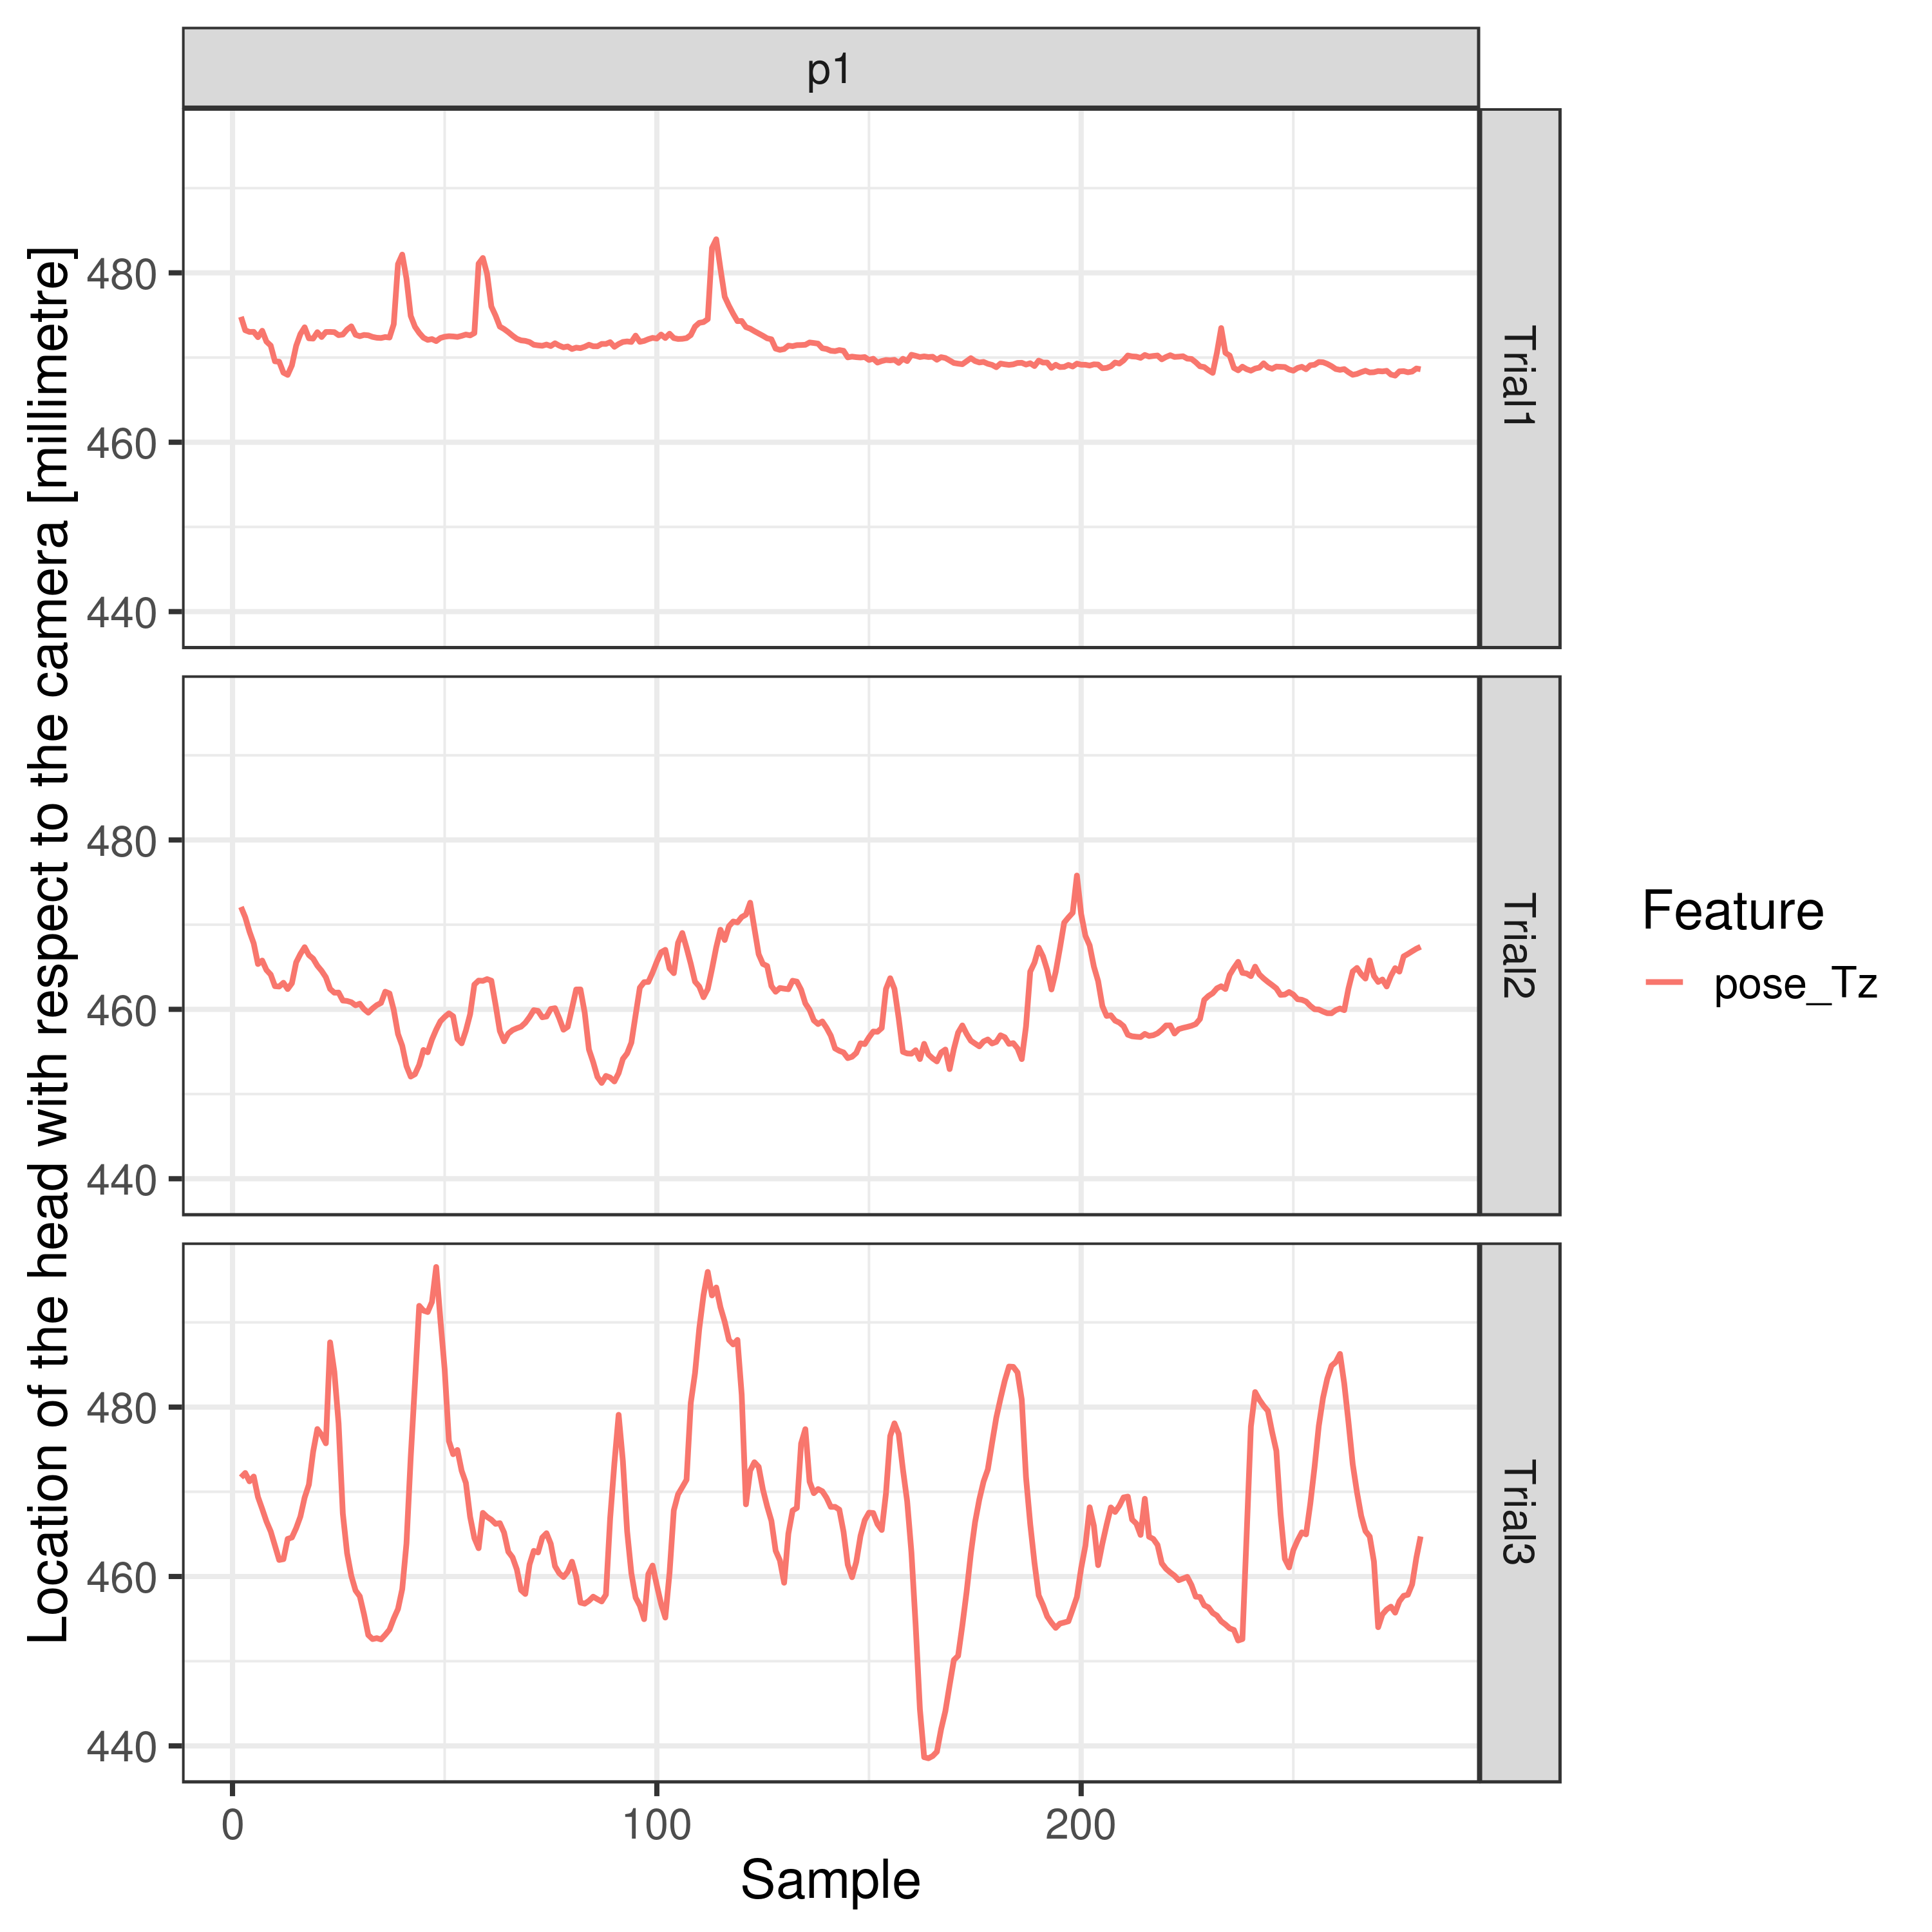 p1
Location of the head with respect to the camera [millimetre]
480
460
440
Trial1
480
460
440
Trial2
480
460
440
Trial3
0
100
200
Sample
Feature
pose_Tz